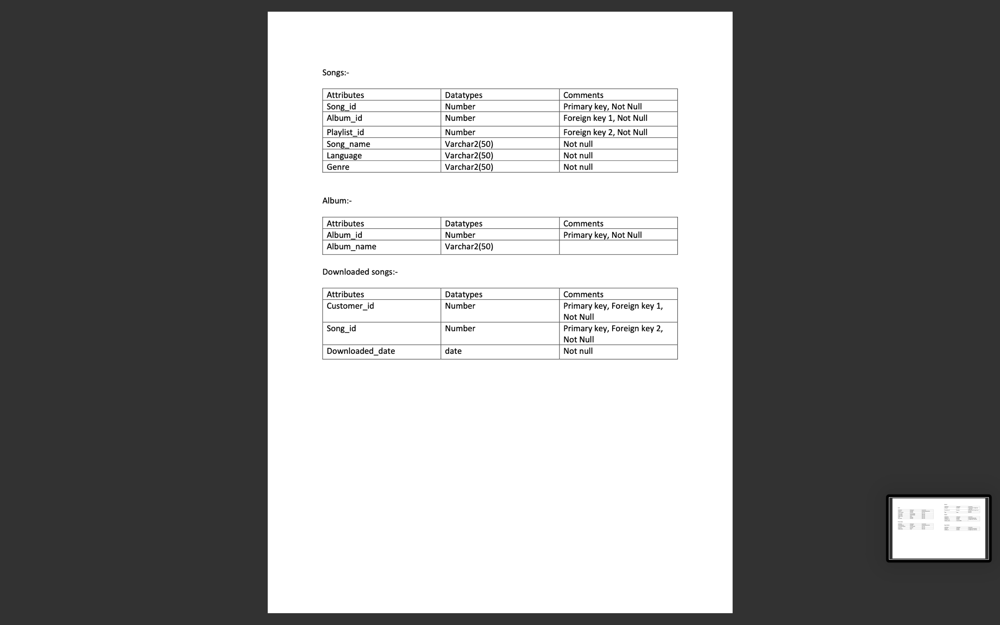 Songs:-
Attributes Datatypes Comments
Song_id Number Primary key, Not Null
Album_id Number Foreign key 1, Not Null
Playlist_id Number Foreign key 2, Not Null
Song_name Varchar2(50) Not null
Language Varchar2(50) Not null
Genre Varchar2(50) Not null
Album:-
Attributes Datatypes Comments
Album_id Number Primary key, Not Null
Album_name Varchar2(50)
Downloaded songs:-
Attributes Datatypes Comments
Customer_id Number Primary key, Foreign key 1,
Not Null
Song_id Number Primary key, Foreign key 2,
Not Null
Downloaded_date date Not null